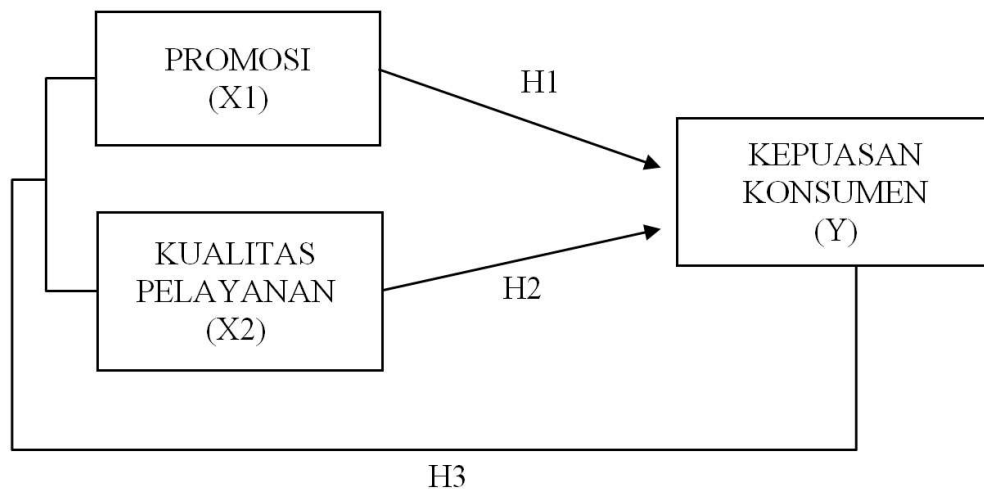 PROMOSI
(X1)
H1
KEPUASAN
KONSUMEN
(Y)
KUALITAS
PELAYANAN
(X2)
H2
H3